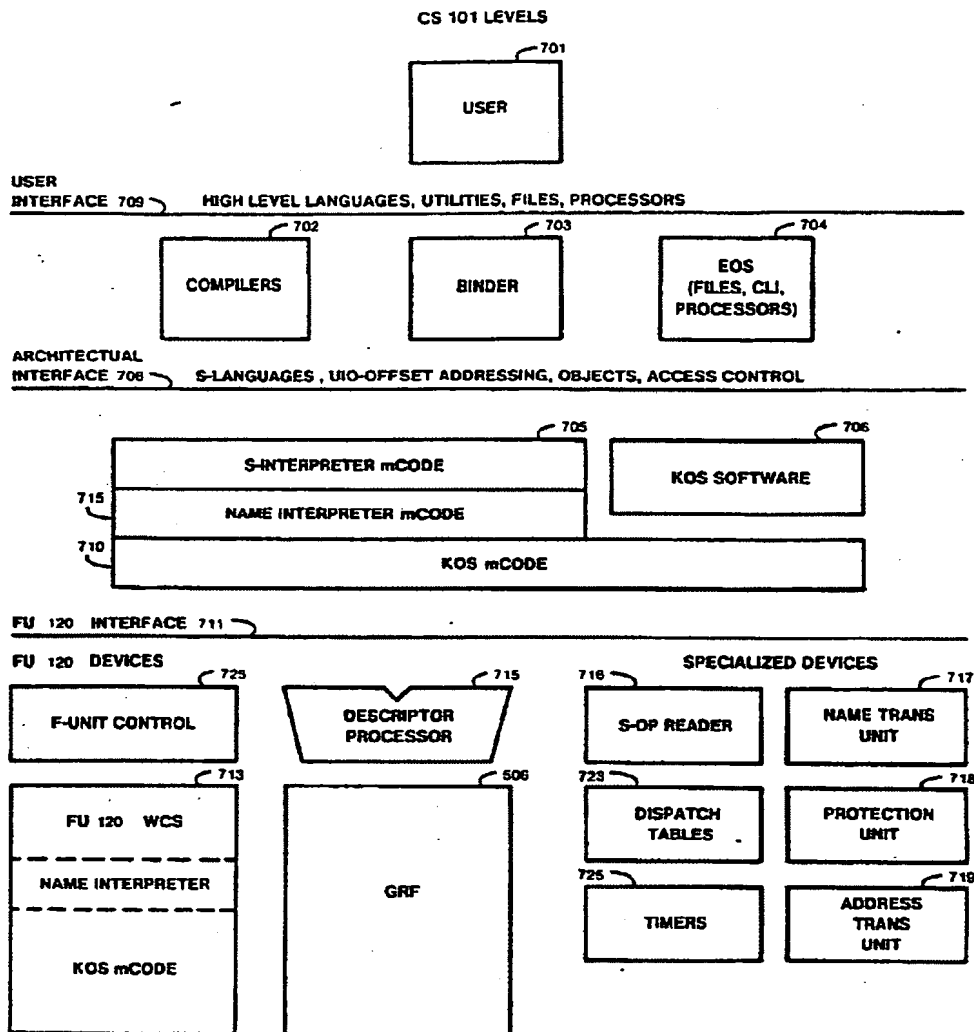 CS 101 LEVELS
701
USER
USER
INTERFACE 709 HIGH LEVEL LANGUAGES, UTILITIES, FILES, PROCESSORS
702 703 704
COMPILERS BINDER EOS
(FILES, CLI,
PROCESSORS)
ARCHITECTUAL
INTERFACE 708 S-LANGUAGES , UIO-OFFSET ADDRESSING, OBJECTS, ACCESS CONTROL
705 706
S-INTERPRETER mCODE KOS SOFTWARE
715 NAME INTERPRETER mCODE
710 KOS mCODE
FU 120 INTERFACE 711
FU 120 DEVICES SPECIALIZED DEVICES
725 715 716 717
F-UNIT CONTROL DESCRIPTOR
PROCESSOR
S-OP READER NAME TRANS
UNIT
713 506 723 718
FU 120 WCS DISPATCH
TABLES
PROTECTION
UNIT
NAME INTERPRETER GRF
725 719
KOS mCODE TIMERS ADDRESS
TRANS
UNIT